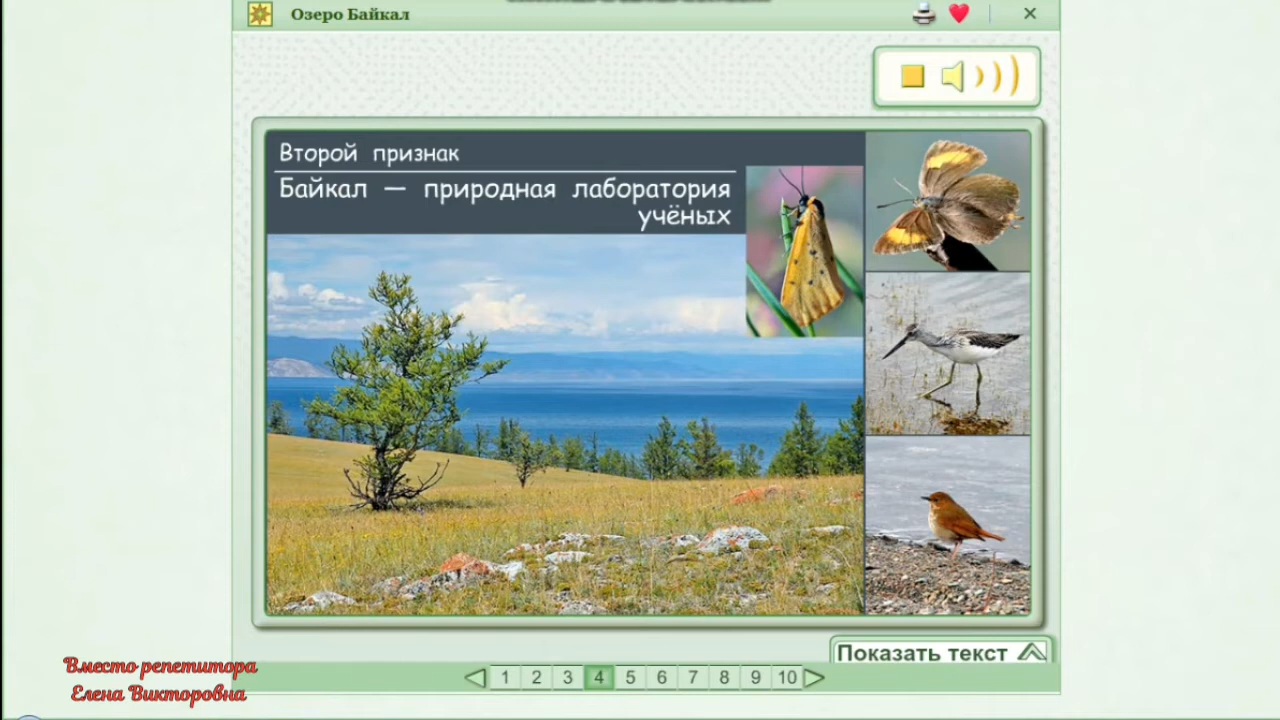 Озеро Байкал
Второй признак
Байкал — природная лаборатория
учёных
Показать текст
1 2 3 4 5 6 7 8 9 10
Вместо репетитора
Елена Викторовна